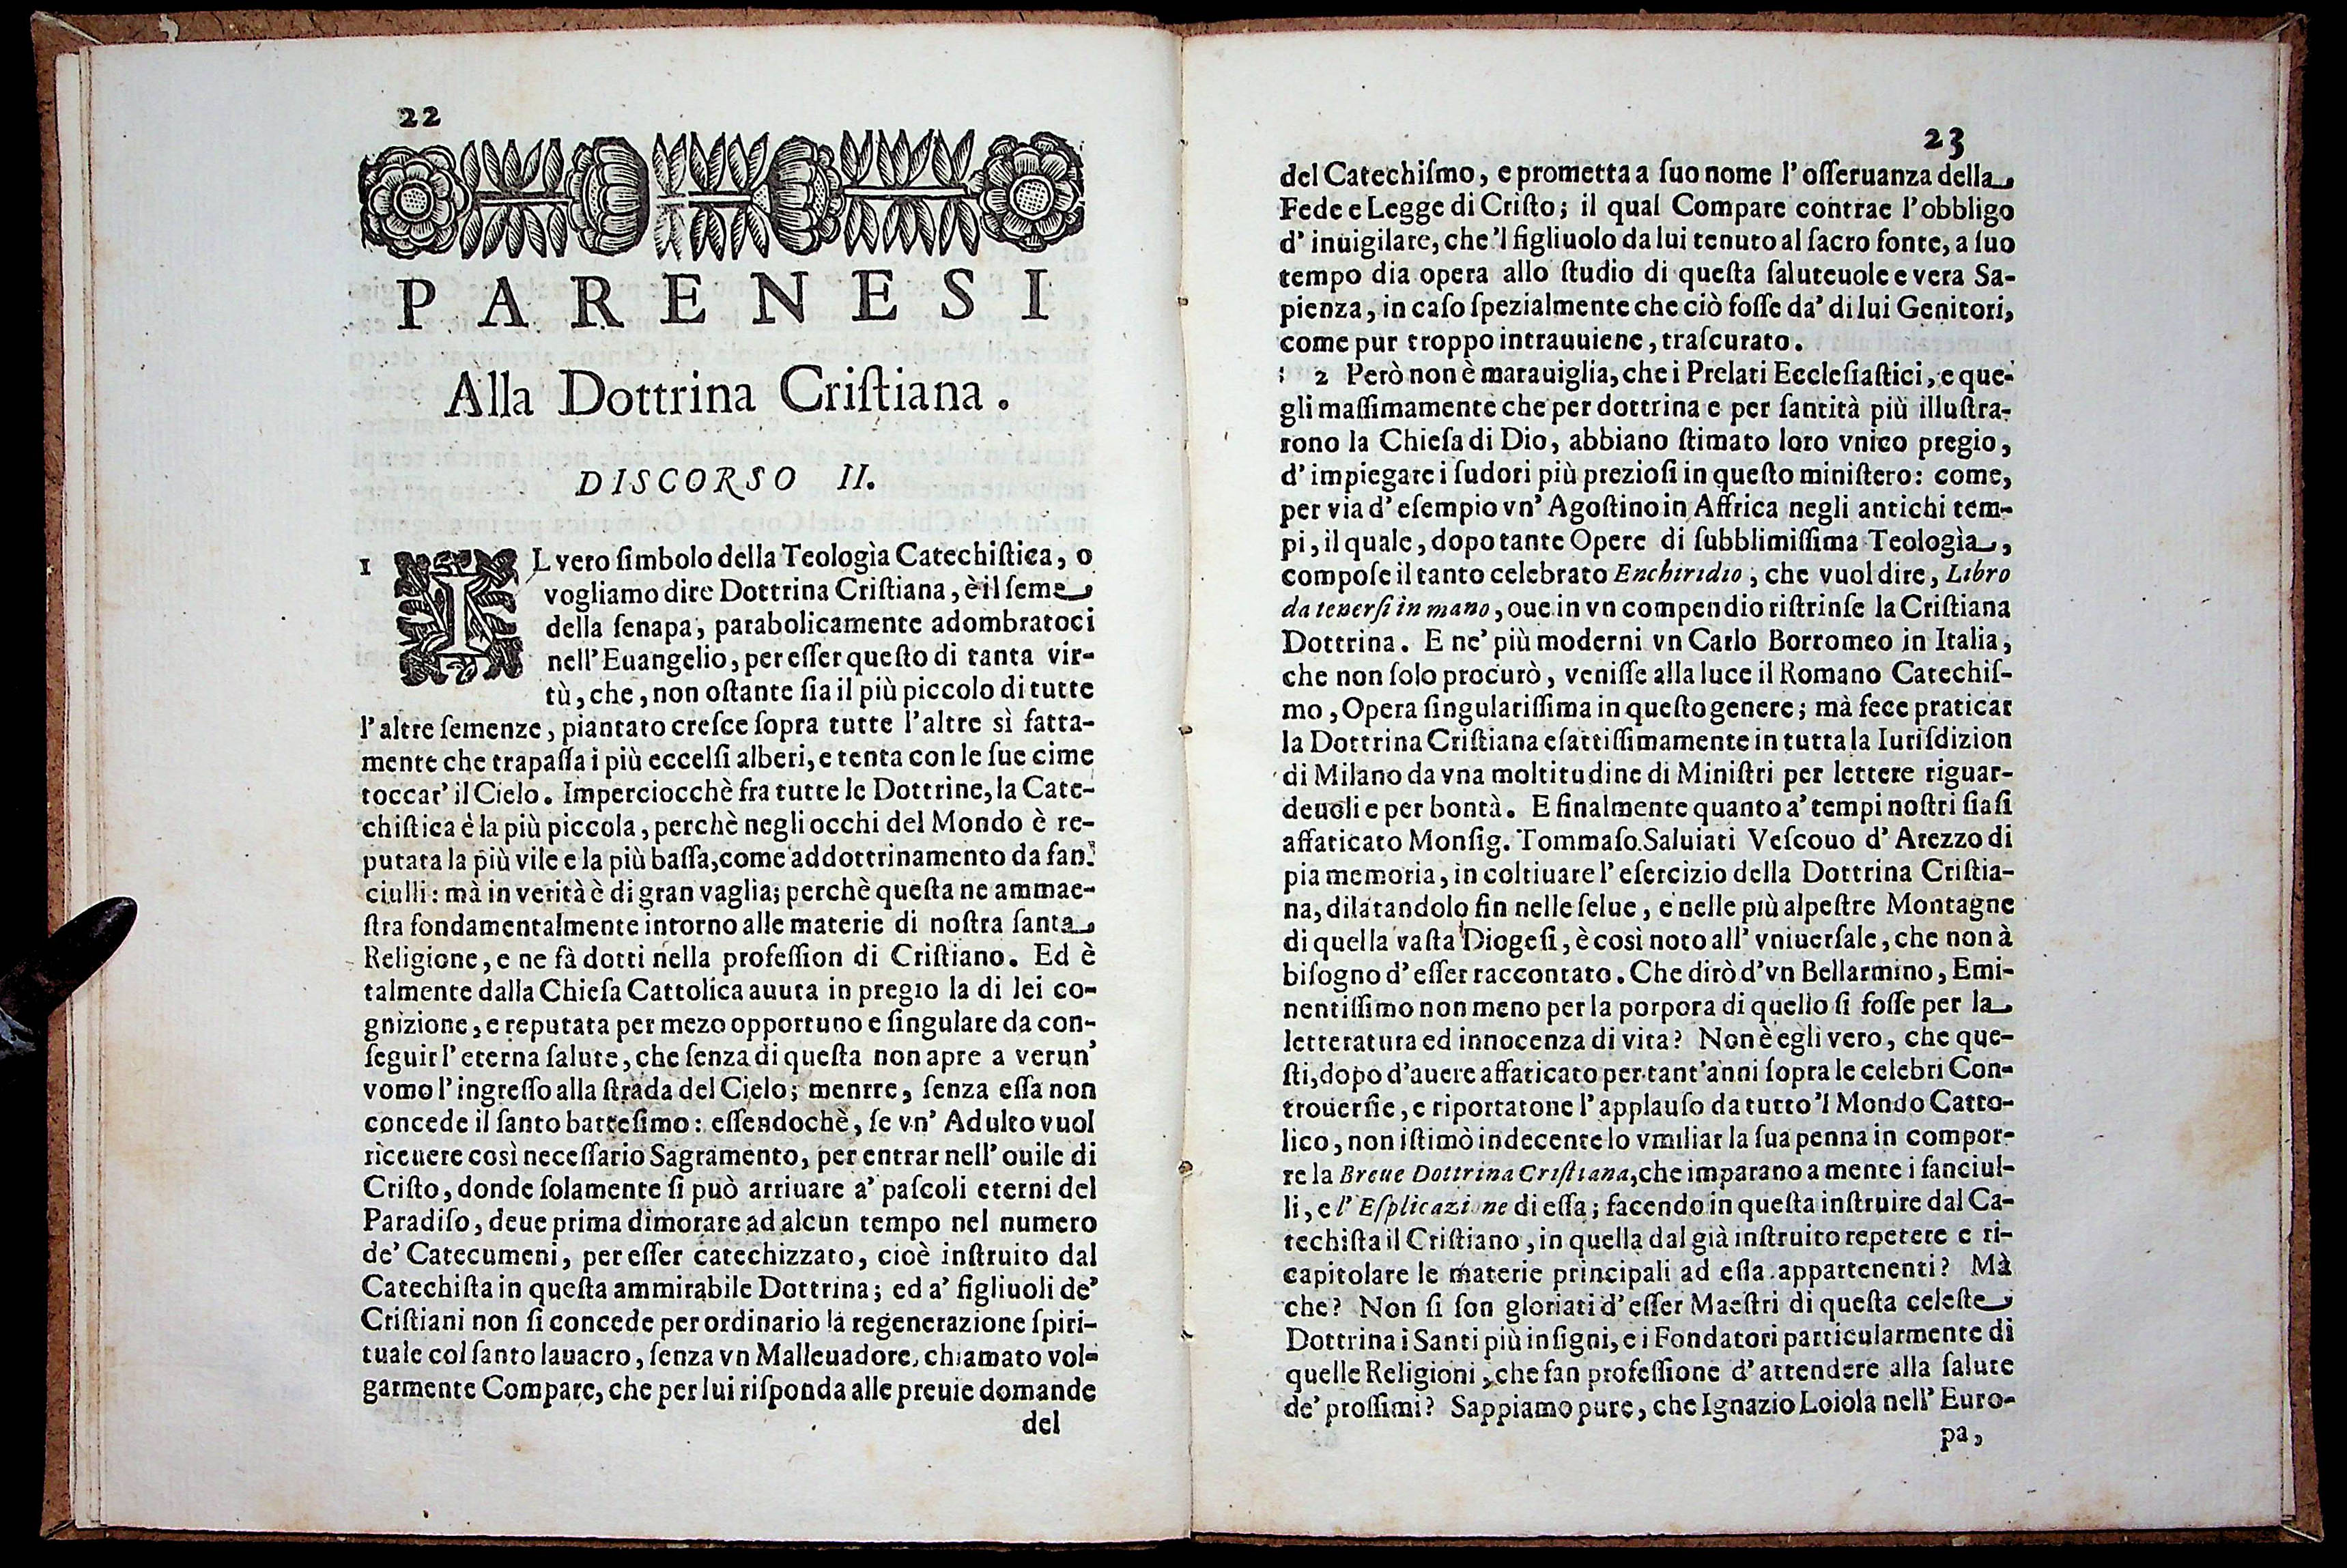 22
PARENESI
Alla Dottrina Criſtiana.
DISCORSO II.
1 IL vero ſimbolo della Teologìa Catechiſtica, o
vogliamo dire Dottrina Criſtiana, è il ſeme
della ſenapa, parabolicamente adombratoci
nell' Euangelio, per eſſer queſto di tanta vir-
tù, che, non oſtante ſia il più piccolo di tutte
l'altre ſemenze, piantato creſce ſopra tutte l'altre sì fatta-
mente che trapaſſa i più eccelſi alberi, e tenta con le ſue cime
toccar' il Cielo. Imperciocchè fra tutte le Dottrine, la Cate-
chiſtica è la più piccola, perchè negli occhi del Mondo è re-
putata la più vile e la più baſſa, come addottrinamento da fan-
ciulli: mà in verità è di gran vaglia; perchè queſta ne ammae-
ſtra fondamentalmente intorno alle materie di noſtra ſanta
Religione, e ne fà dotti nella profeſſion di Criſtiano. Ed è
talmente dalla Chieſa Cattolica auuta in pregio la di lei co-
gnizione, e reputata per mezo opportuno e ſingulare da con-
ſeguir l'eterna ſalute, che ſenza di queſta non apre a verun'
vomo l'ingreſſo alla ſtrada del Cielo; mentre, ſenza eſſa non
concede il ſanto batteſimo: eſſendochè, ſe vn' Adulto vuol
riceuere così neceſſario Sagramento, per entrar nell' ouile di
Criſto, donde ſolamente ſi può arriuare a' paſcoli eterni del
Paradiſo, deue prima dimorare ad alcun tempo nel numero
de' Catecumeni, per eſſer catechizzato, cioè inſtruito dal
Catechiſta in queſta ammirabile Dottrina; ed a' figliuoli de'
Criſtiani non ſi concede per ordinario la regenerazione ſpiri-
tuale col ſanto lauacro, ſenza vn Malleuadore, chiamato vol-
garmente Compare, che per lui riſponda alle preuie domande
del
23
del Catechiſmo, e prometta a ſuo nome l'oſſeruanza della
Fede e Legge di Criſto; il qual Compare contrae l'obbligo
d'inuigilare, che 'l figliuolo da lui tenuto al ſacro fonte, a ſuo
tempo dia opera allo ſtudio di queſta ſaluteuole e vera Sa-
pienza, in caſo ſpezialmente che ciò foſſe da' di lui Genitori,
come pur troppo intrauuiene, traſcurato.
2 Però non è marauiglia, che i Prelati Eccleſiaſtici, e que-
gli maſſimamente che per dottrina e per ſantità più illuſtra-
rono la Chieſa di Dio, abbiano ſtimato loro vnico pregio,
d'impiegare i ſudori più prezioſi in queſto miniſtero: come,
per via d'eſempio vn' Agoſtino in Affrica negli antichi tem-
pi, il quale, dopo tante Opere di ſubblimiſſima Teologìa,
compoſe il tanto celebrato Enchiridio, che vuol dire, Libro
da tenerſi in mano, oue in vn compendio riſtrinſe la Criſtiana
Dottrina. E ne' più moderni vn Carlo Borromeo in Italia,
che non ſolo procurò, veniſſe alla luce il Romano Catechiſ-
mo, Opera ſingulariſſima in queſto genere; mà fece praticar
la Dottrina Criſtiana eſattiſſimamente in tutta la Iuriſdizion
di Milano da vna moltitudine di Miniſtri per lettere riguar-
deuoli e per bontà. E finalmente quanto a' tempi noſtri ſiaſi
affaticato Monſig. Tommaſo Saluiati Veſcouo d'Arezzo di
pia memoria, in coltiuare l'eſercizio della Dottrina Criſtia-
na, dilatandolo fin nelle ſelue, e nelle più alpeſtre Montagne
di quella vaſta Diogeſi, è così noto all' vniuerſale, che non à
biſogno d'eſſer raccontato. Che dirò d'vn Bellarmino, Emi-
nentiſſimo non meno per la porpora di quello ſi foſſe per la
letteratura ed innocenza di vita? Non è egli vero, che que-
ſti, dopo d'auere affaticato per tant'anni ſopra le celebri Con-
trouerſie, e riportatone l'applauſo da tutto 'l Mondo Catto-
lico, non iſtimò indecente lo vmiliar la ſua penna in compor-
re la Breue Dottrina Criſtiana, che imparano a mente i fanciul-
li, e l'Eſplicazione di eſſa; facendo in queſta inſtruire dal Ca-
techiſta il Criſtiano, in quella dal già inſtruito repetere e ri-
capitolare le materie principali ad eſſa appartenenti? Mà
che? Non ſi ſon gloriati d'eſſer Maeſtri di queſta celeſte
Dottrina i Santi più inſigni, e i Fondatori particularmente di
quelle Religioni, che fan profeſſione d'attendere alla ſalute
de' proſſimi? Sappiamo pure, che Ignazio Loiola nell' Euro-
pa,